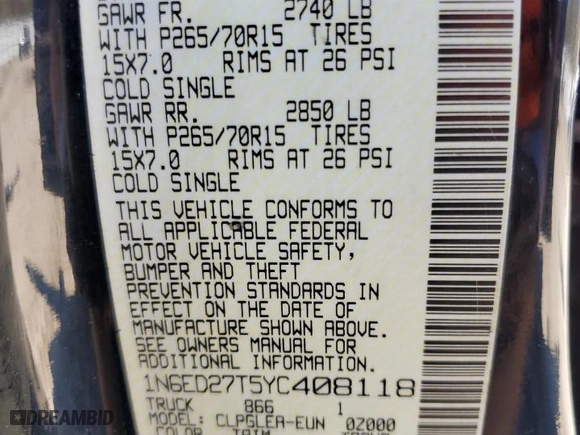 GAWR FR. 2740 LB
WITH P265/70R15 TIRES
15X7.0 RIMS AT 26 PSI
COLD SINGLE
GAWR RR. 2850 LB
WITH P265/70R15 TIRES
15X7.0 RIMS AT 26 PSI
COLD SINGLE
THIS VEHICLE CONFORMS TO
ALL APPLICABLE FEDERAL
MOTOR VEHICLE SAFETY,
BUMPER AND THEFT
PREVENTION STANDARDS IN
EFFECT ON THE DATE OF
MANUFACTURE SHOWN ABOVE.
SEE OWNERS MANUAL FOR
ADDITIONAL INFORMATION.
1N6ED27T5YC408118
TRUCK 866 1
MODEL: CLPGLEA-EUN 0Z000
COLOR TRIM
DREAMBID